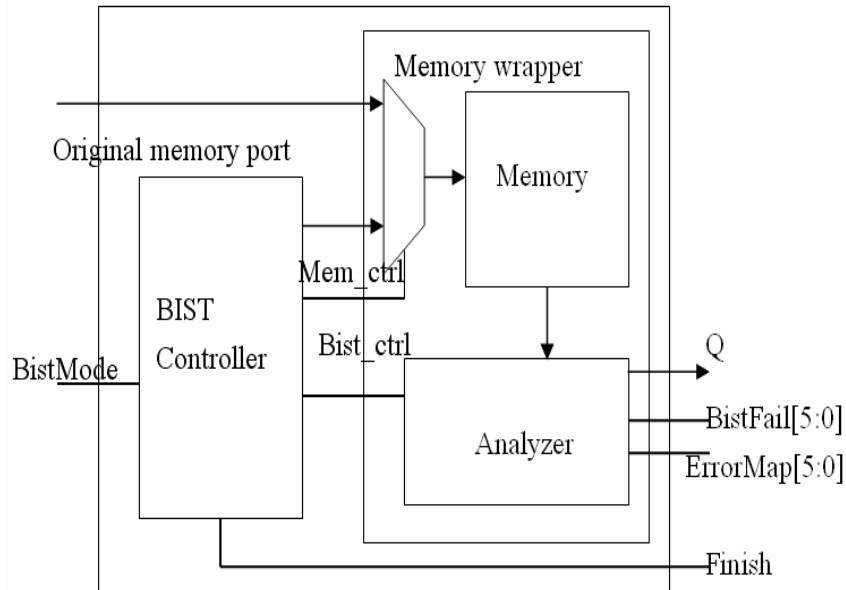 Memory wrapper
Original memory port
Memory
Mem_ctrl
BIST
Controller
Bist_ctrl
Q
BistMode
BistFail[5:0]
Analyzer
ErrorMap[5:0]
Finish